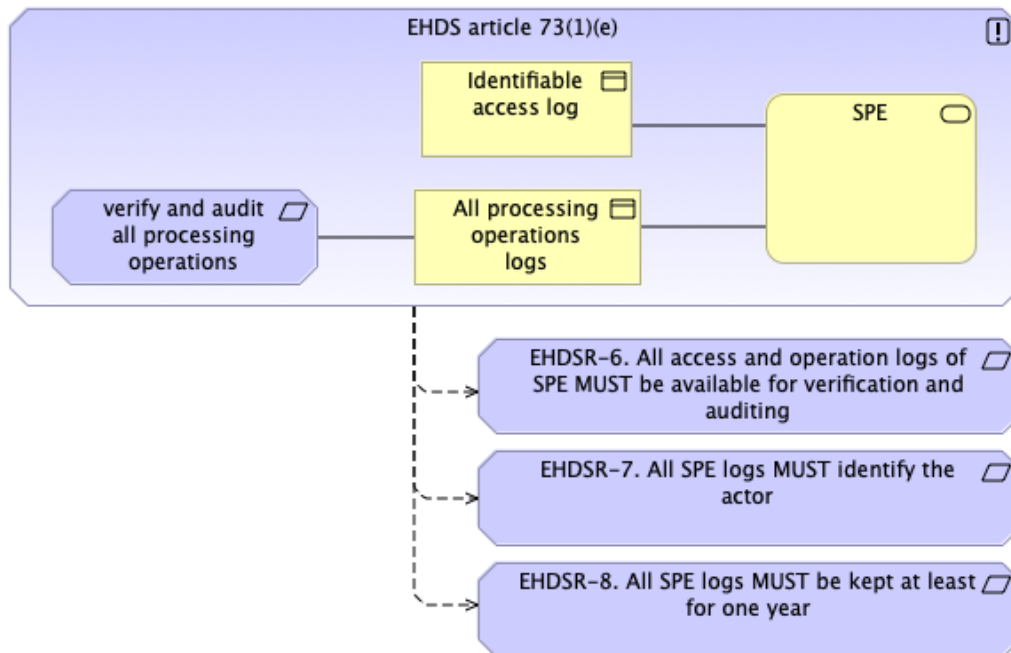 EHDS article 73(1)(e)
Identifiable
access log
SPE
verify and audit
all processing
operations
All processing
operations
logs
EHDSR-6. All access and operation logs of
SPE MUST be available for verification and
auditing
EHDSR-7. All SPE logs MUST identify the
actor
EHDSR-8. All SPE logs MUST be kept at least
for one year